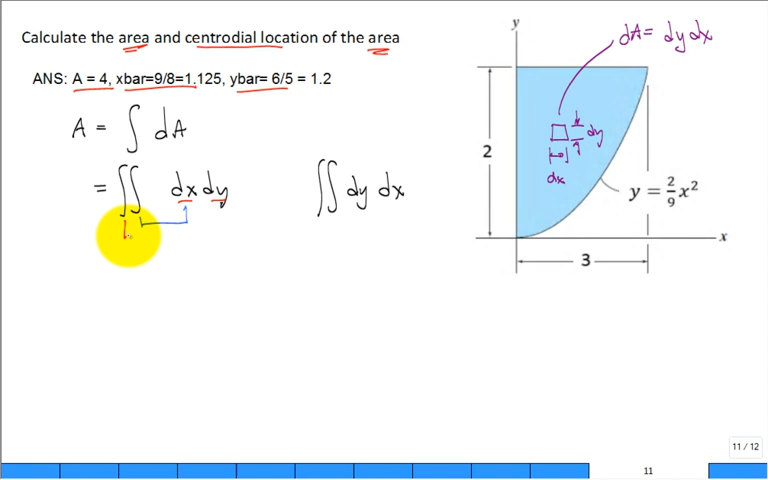 Calculate the area and centrodial location of the area
ANS: A = 4, xbar=9/8=1.125, ybar= 6/5 = 1.2
A = ∫ dA
= ∫∫ dx dy
∫∫ dy dx
dA = dy dx
y
2
dy
dx
y = 2/9 x²
x
3
11 / 12
11